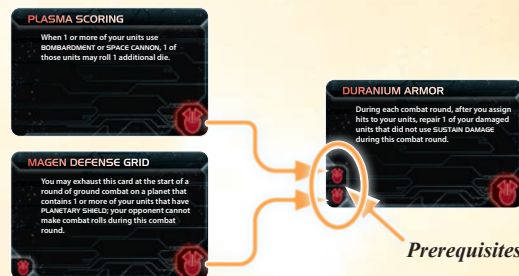 PLASMA SCORING
When 1 or more of your units use
BOMBARDMENT or SPACE CANNON, 1 of
those units may roll 1 additional die.
MAGEN DEFENSE GRID
You may exhaust this card at the start of a
round of ground combat on a planet that
contains 1 or more of your units that have
PLANETARY SHIELD; your opponent cannot
make combat rolls during this combat
round.
DURANIUM ARMOR
During each combat round, after you assign
hits to your units, repair 1 of your damaged
units that did not use SUSTAIN DAMAGE
during this combat round.
Prerequisites